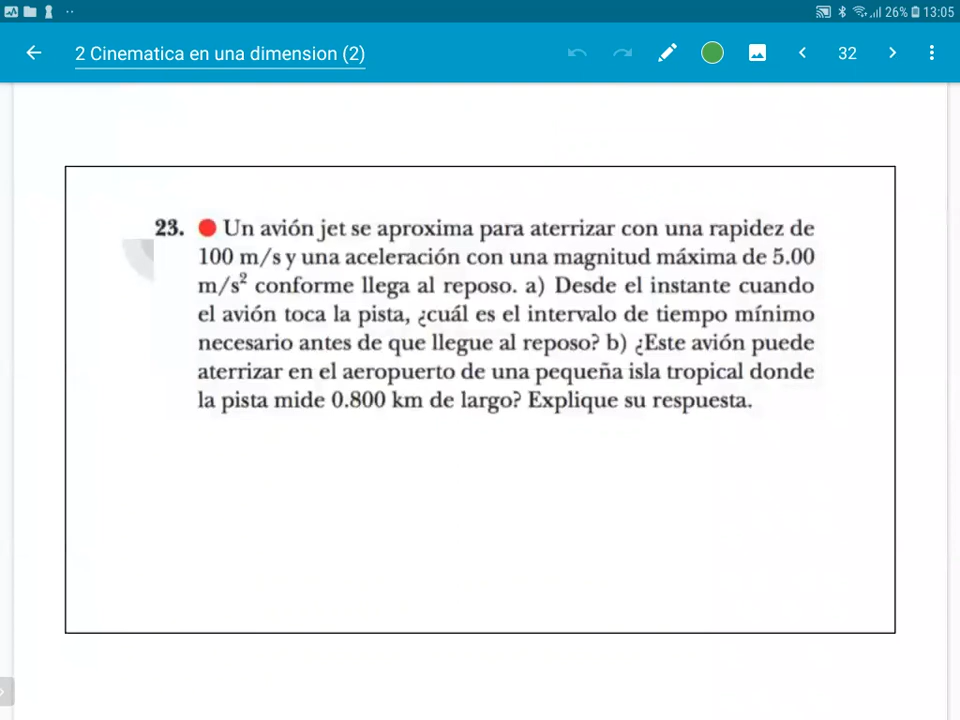 26% 13:05
2 Cinematica en una dimension (2)
32
23. Un avión jet se aproxima para aterrizar con una rapidez de
100 m/s y una aceleración con una magnitud máxima de 5.00
m/s² conforme llega al reposo. a) Desde el instante cuando
el avión toca la pista, ¿cuál es el intervalo de tiempo mínimo
necesario antes de que llegue al reposo? b) ¿Este avión puede
aterrizar en el aeropuerto de una pequeña isla tropical donde
la pista mide 0.800 km de largo? Explique su respuesta.